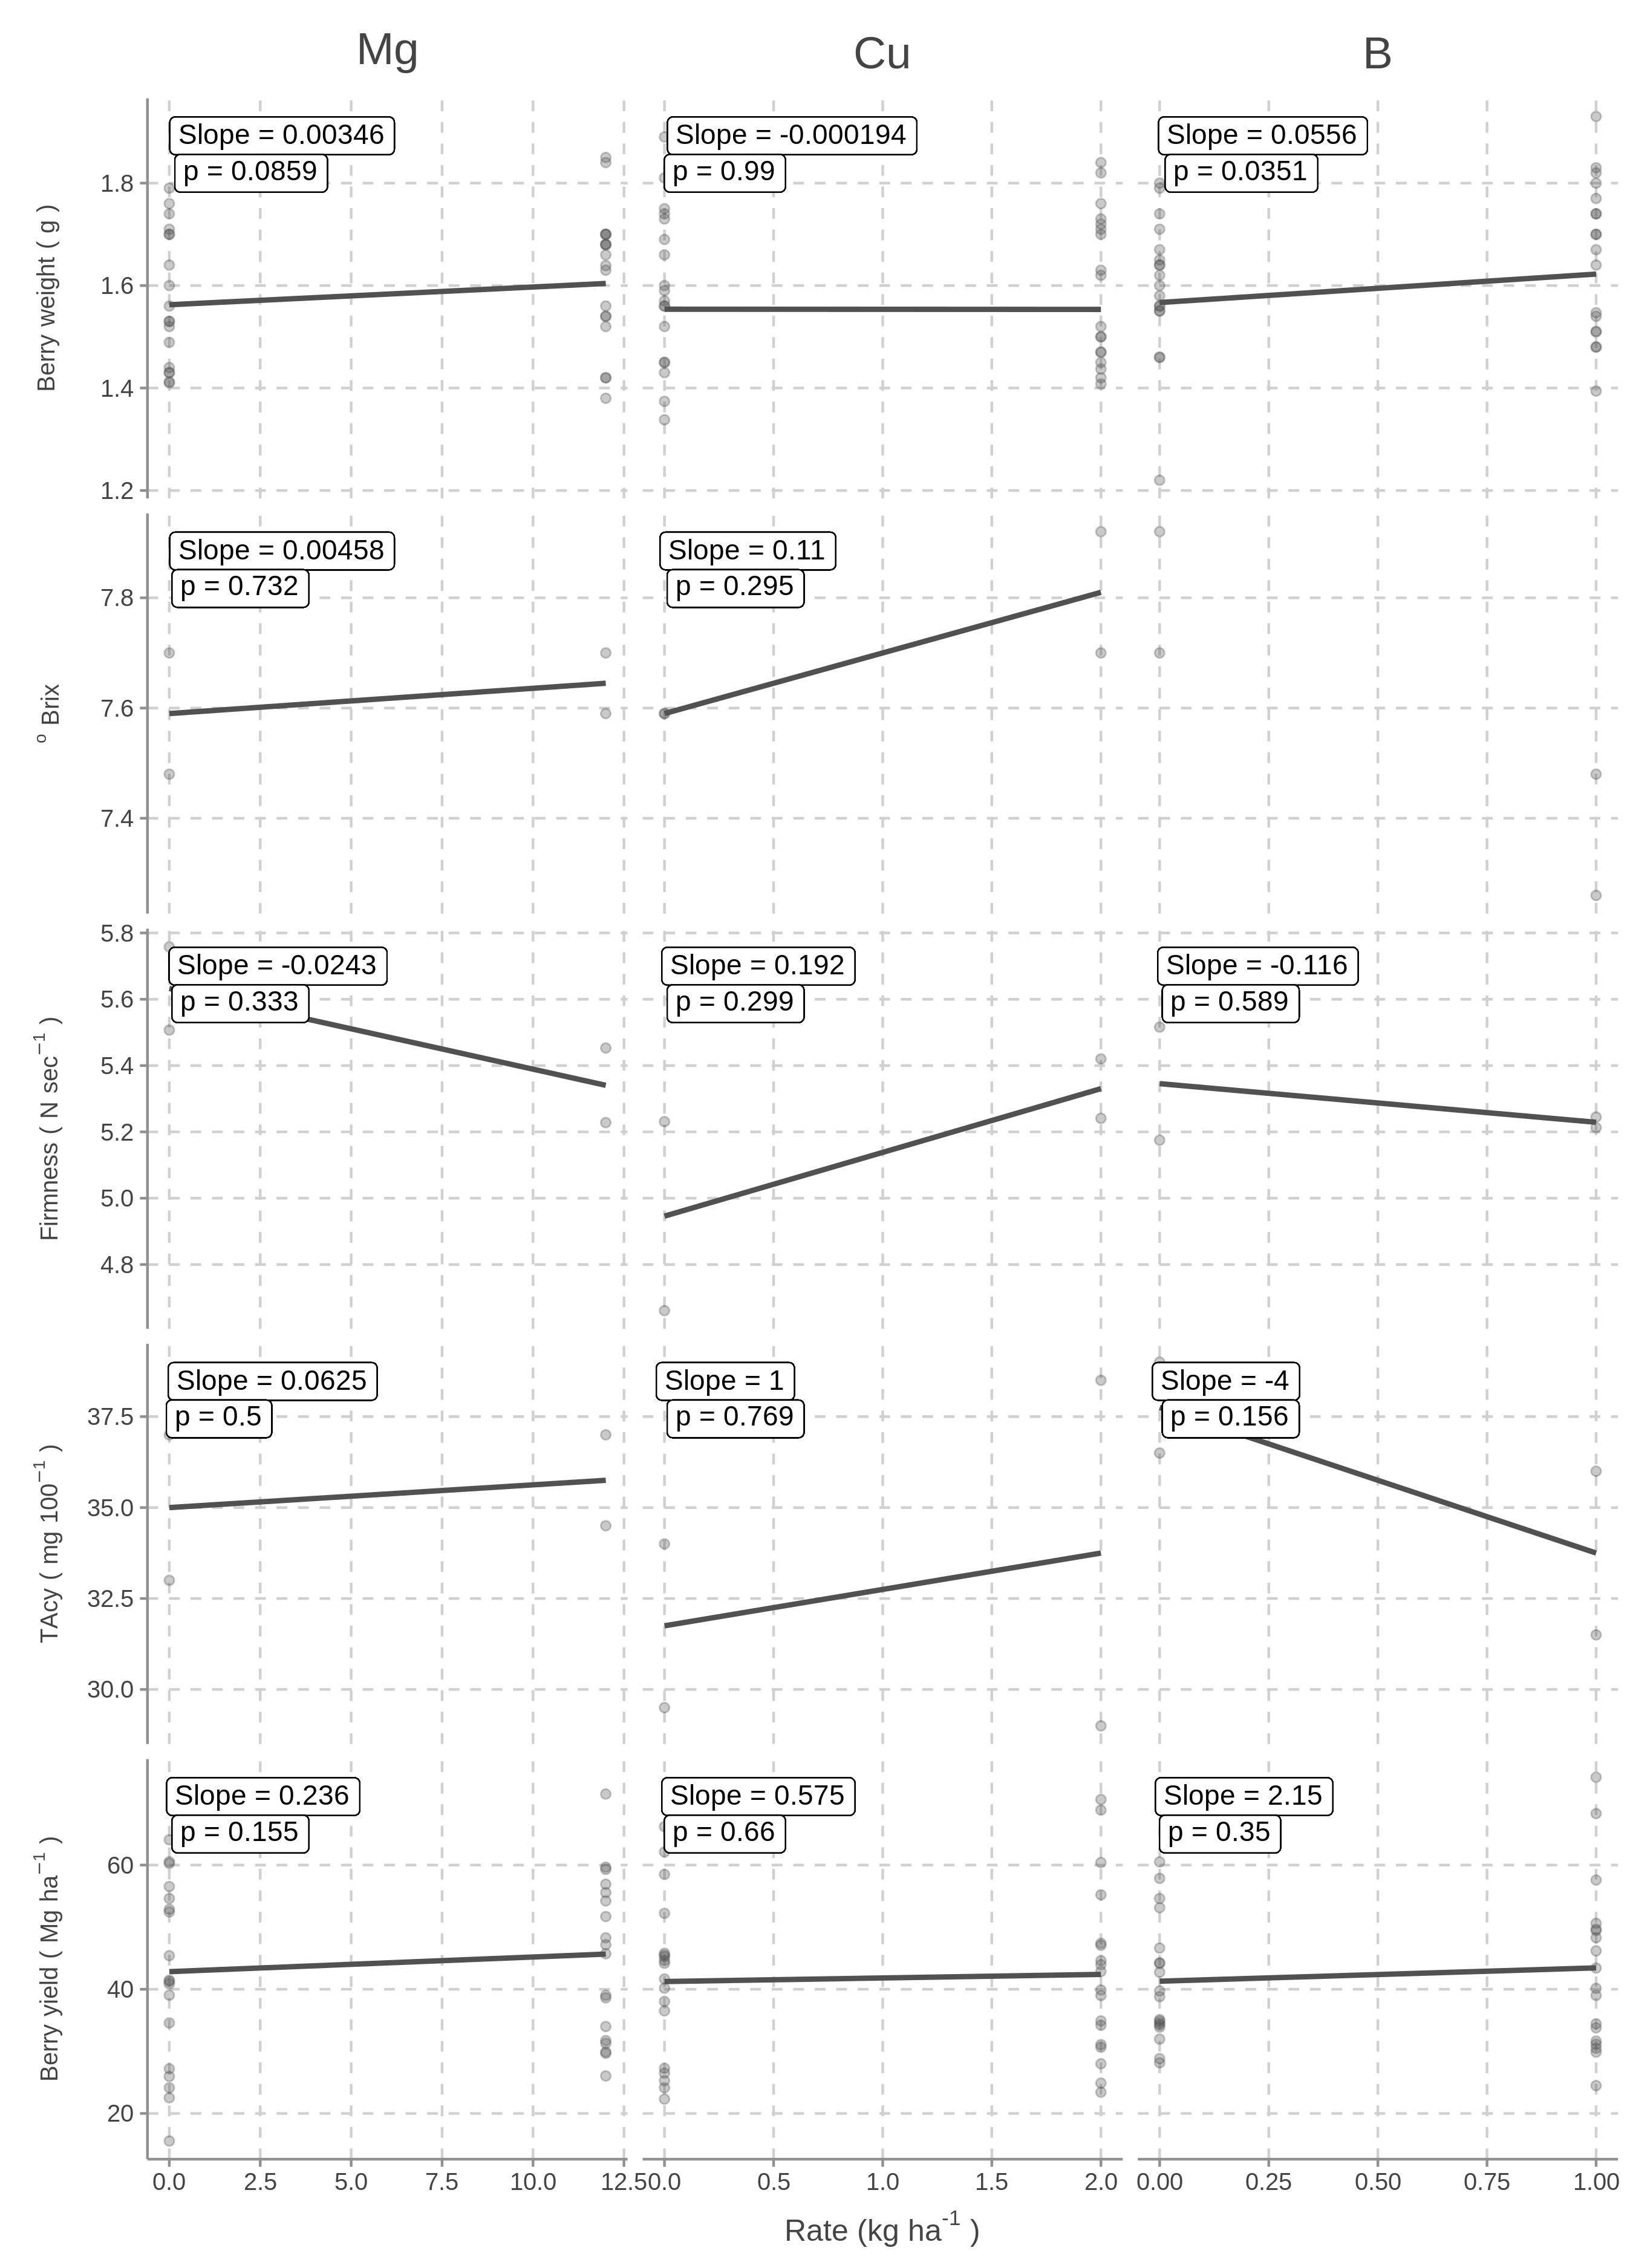 Mg Cu B
Berry weight ( g )
1.8
1.6
1.4
1.2
Slope = 0.00346
p = 0.0859
Slope = -0.000194
p = 0.99
Slope = 0.0556
p = 0.0351
º Brix
7.8
7.6
7.4
Slope = 0.00458
p = 0.732
Slope = 0.11
p = 0.295
Firmness ( N sec⁻¹ )
5.8
5.6
5.4
5.2
5.0
4.8
Slope = -0.0243
p = 0.333
Slope = 0.192
p = 0.299
Slope = -0.116
p = 0.589
TAcy ( mg 100⁻¹ )
37.5
35.0
32.5
30.0
Slope = 0.0625
p = 0.5
Slope = 1
p = 0.769
Slope = -4
p = 0.156
Berry yield ( Mg ha⁻¹ )
60
40
20
Slope = 0.236
p = 0.155
Slope = 0.575
p = 0.66
Slope = 2.15
p = 0.35
0.0 2.5 5.0 7.5 10.0 12.5 0.0 0.5 1.0 1.5 2.0 0.00 0.25 0.50 0.75 1.00
Rate (kg ha⁻¹ )